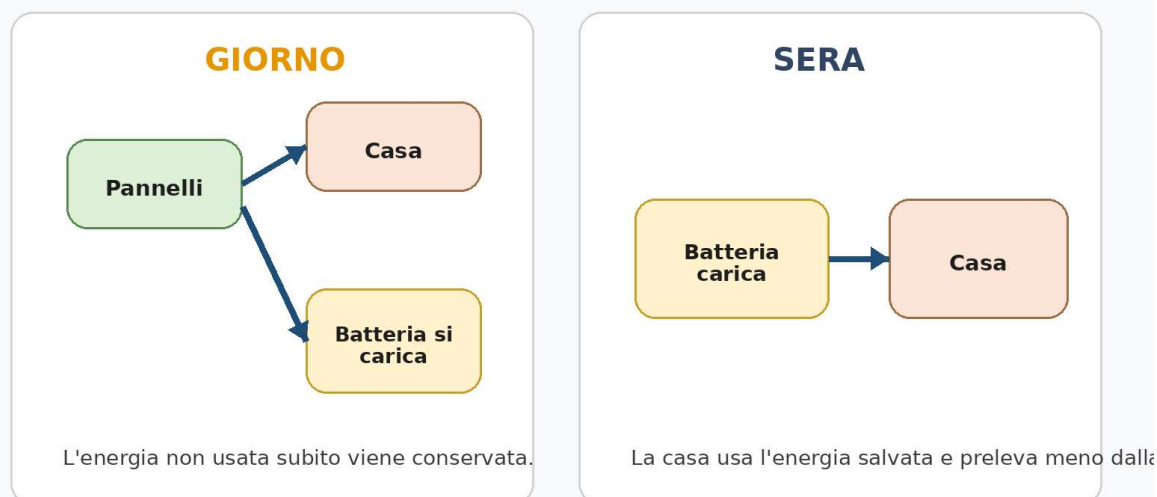 GIORNO
Pannelli
Casa
Batteria si
carica
L'energia non usata subito viene conservata.
SERA
Batteria
carica
Casa
La casa usa l'energia salvata e preleva meno dalla